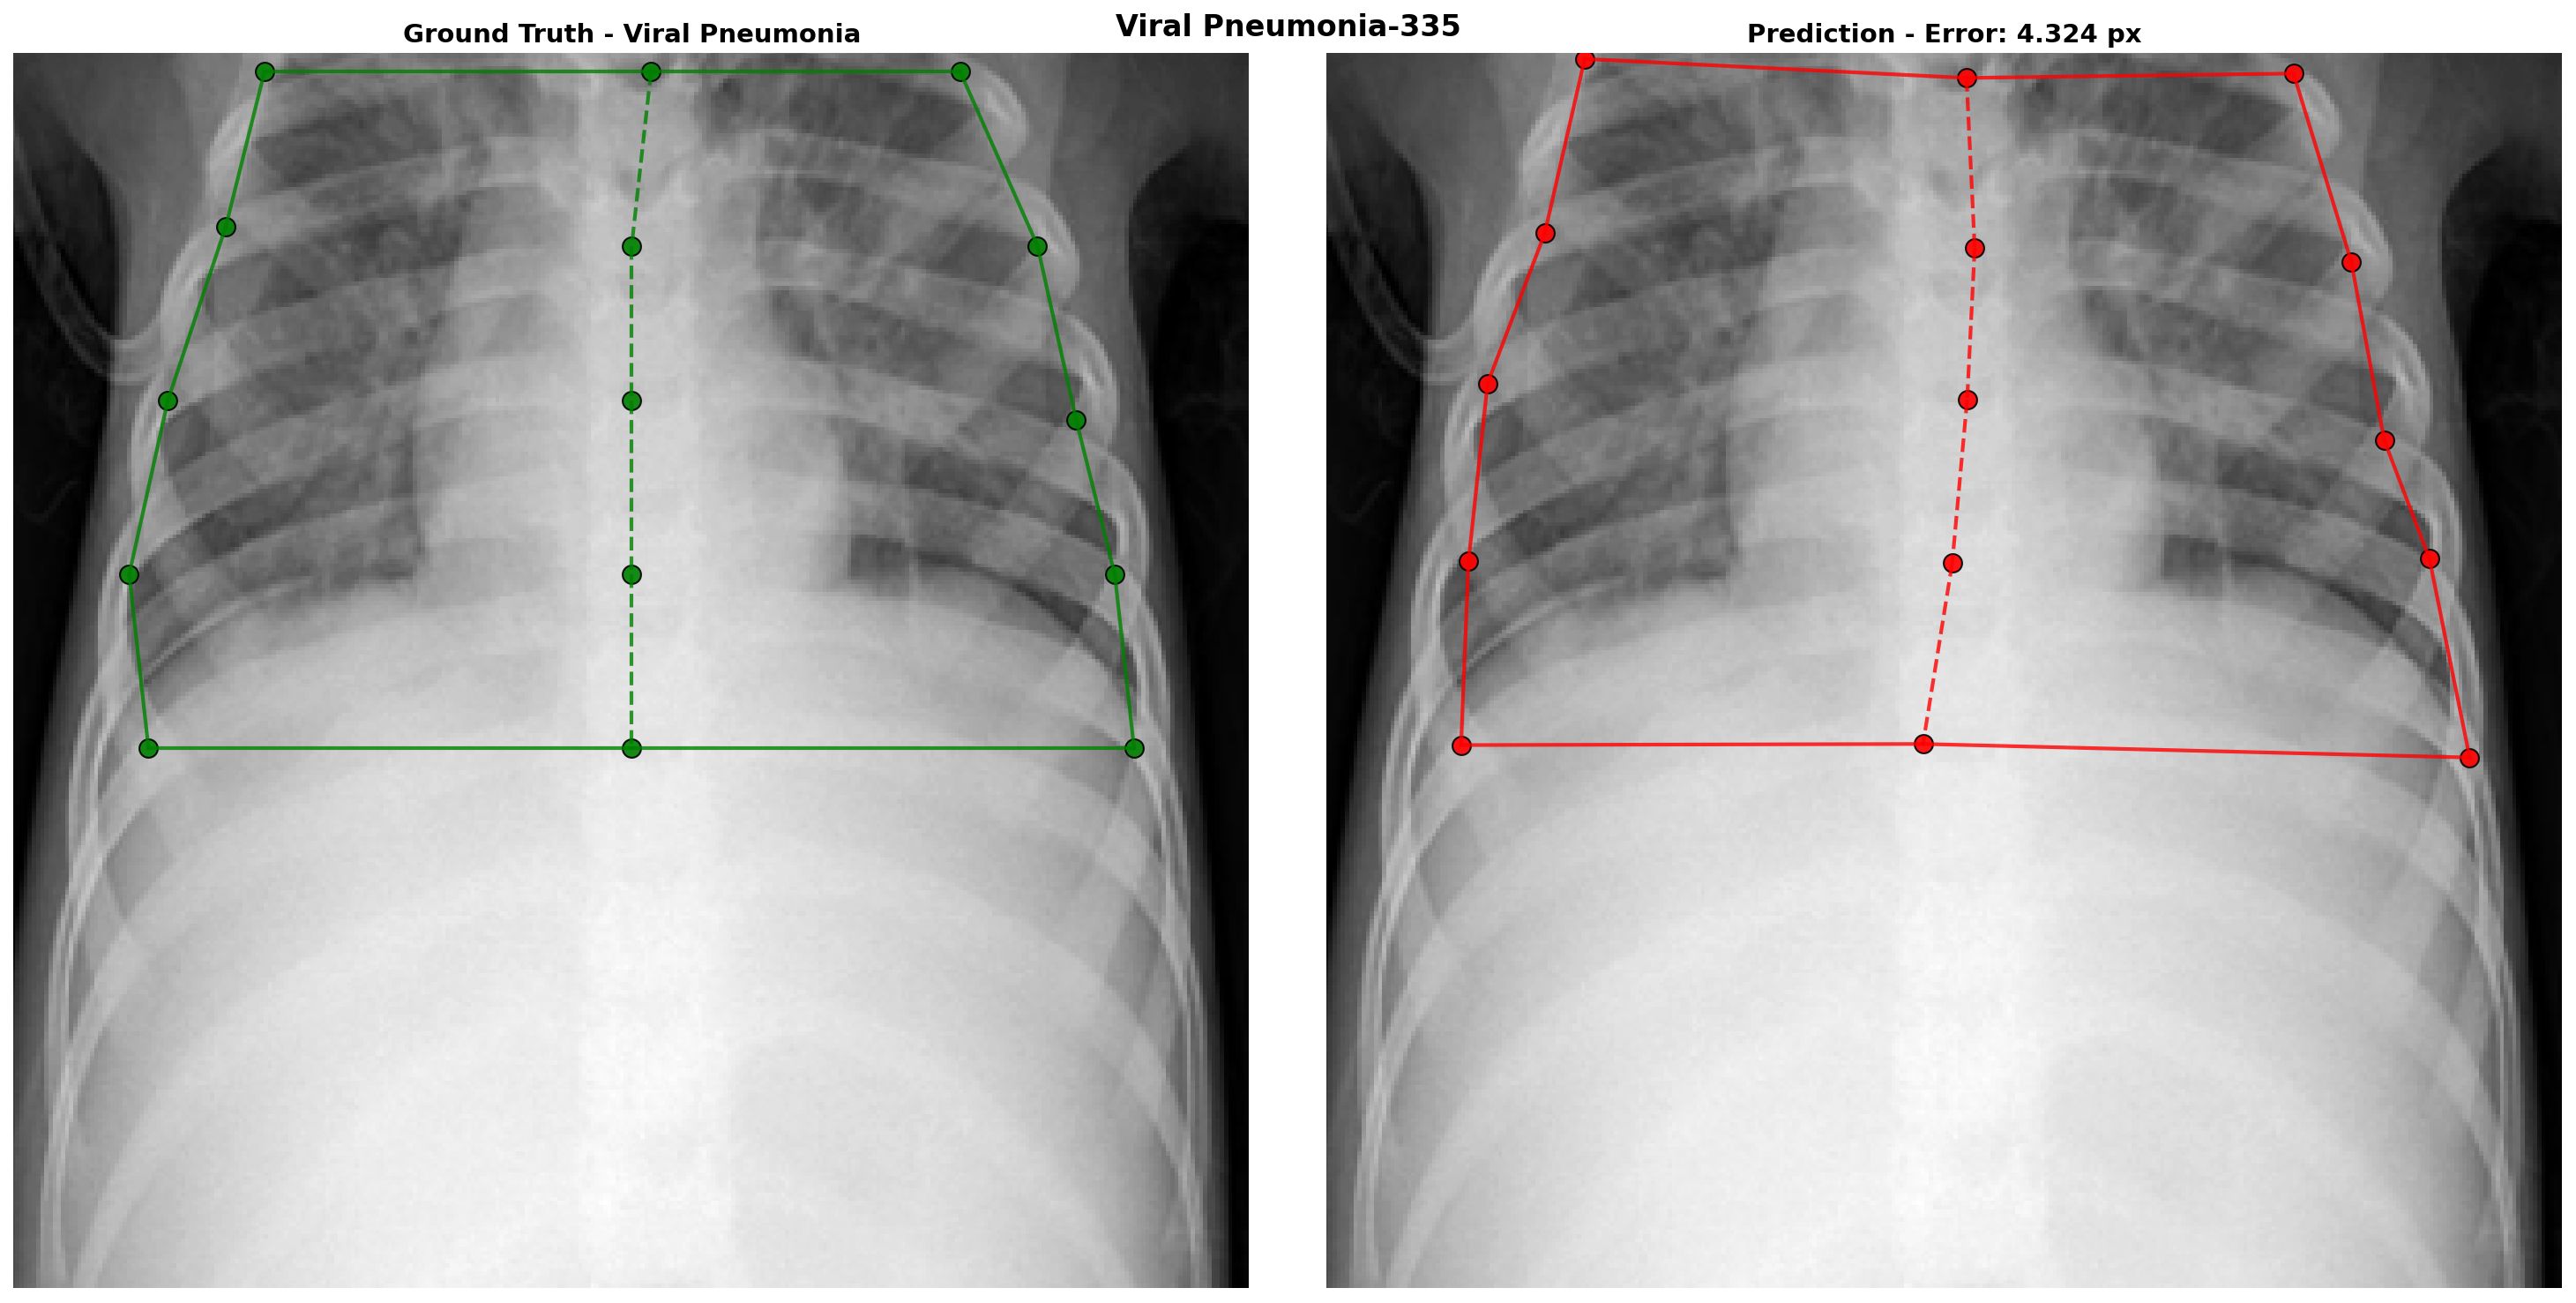 Viral Pneumonia-335
Ground Truth - Viral Pneumonia
Prediction - Error: 4.324 px